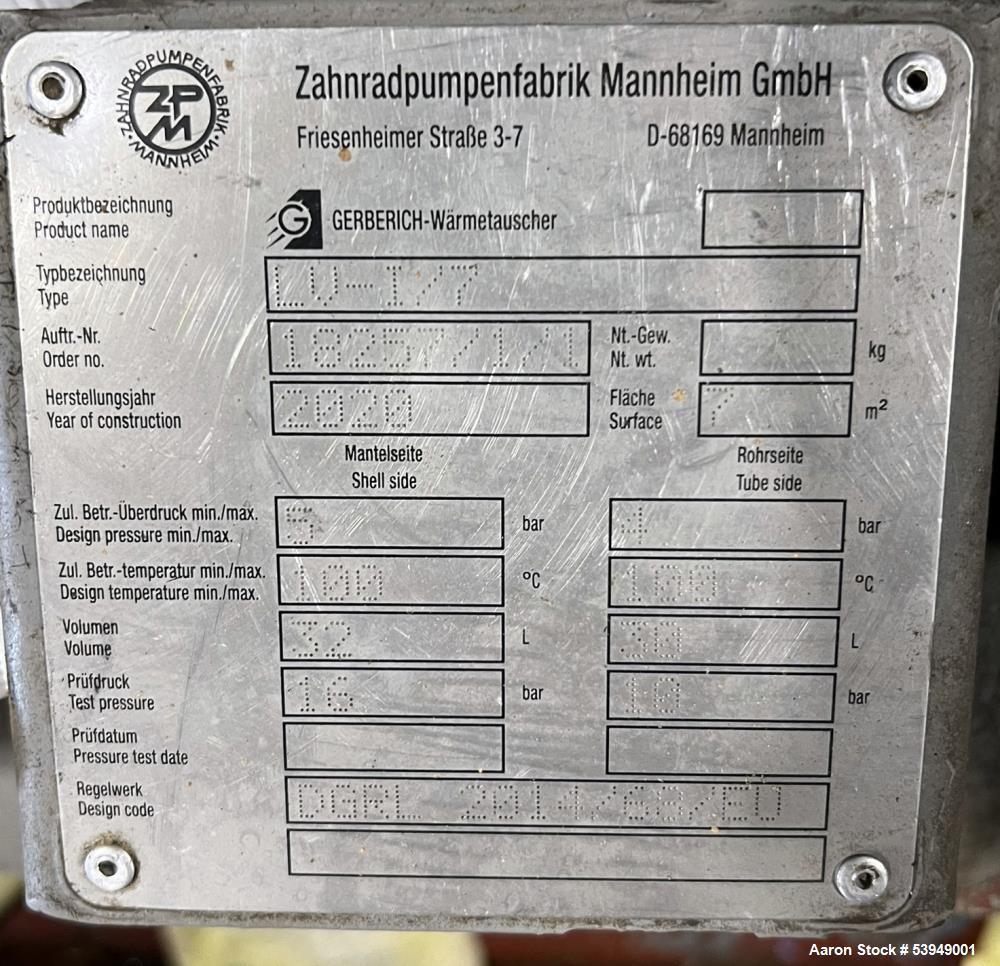 ZAHNRADPUMPENFABRIK · MANNHEIM ·
ZPM
Zahnradpumpenfabrik Mannheim GmbH
Friesenheimer Straße 3-7 D-68169 Mannheim
Produktbezeichnung
Product name
G GERBERICH-Wärmetauscher
Typbezeichnung
Type
LV-I/7
Auftr.-Nr.
Order no.
182577/1/1
Nt.-Gew.
Nt. wt.
kg
Herstellungsjahr
Year of construction
2020
Fläche
Surface
7 m²
Mantelseite
Shell side
Rohrseite
Tube side
Zul. Betr.-Überdruck min./max.
Design pressure min./max.
5 bar 4 bar
Zul. Betr.-temperatur min./max.
Design temperature min./max.
100 °C 100 °C
Volumen
Volume
32 L 30 L
Prüfdruck
Test pressure
16 bar 10 bar
Prüfdatum
Pressure test date
Regelwerk
Design code
DGRL 2014/68/EU
Aaron Stock # 53949001